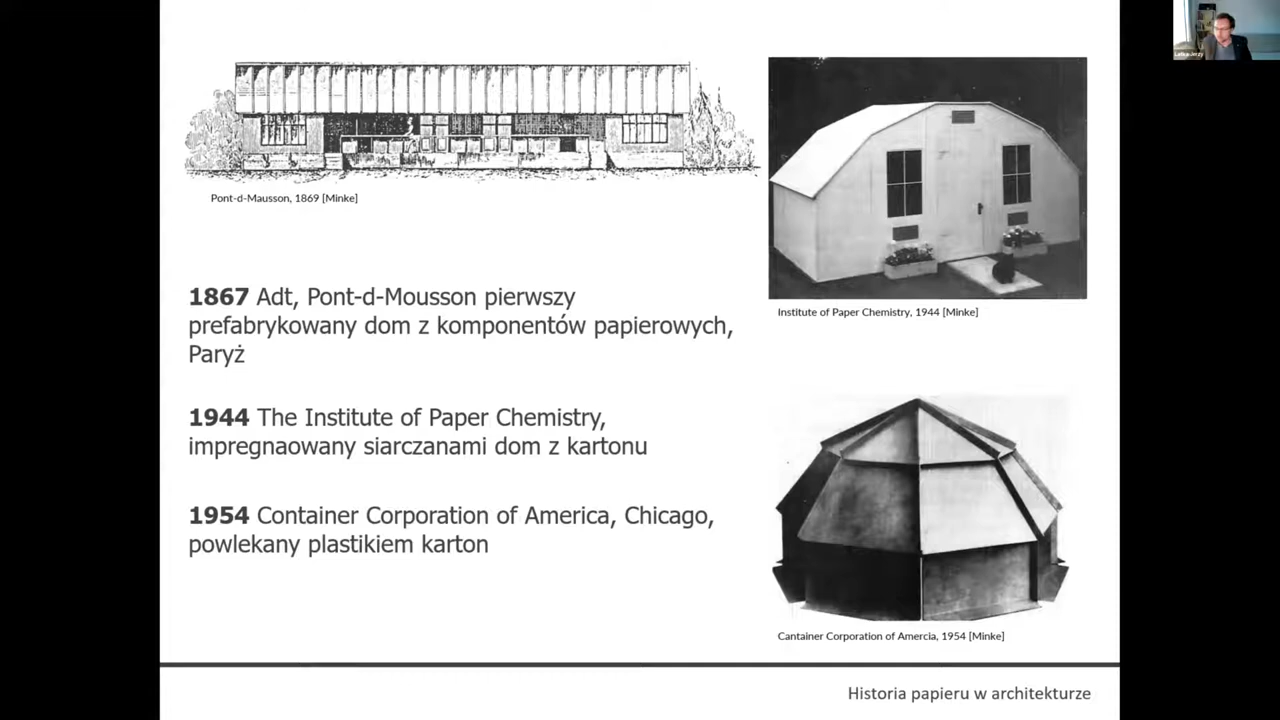 Pont-d-Mausson, 1869 [Minke]
1867 Adt, Pont-d-Mousson pierwszy
prefabrykowany dom z komponentów papierowych,
Paryż
1944 The Institute of Paper Chemistry,
impregnaowany siarczanami dom z kartonu
1954 Container Corporation of America, Chicago,
powlekany plastikiem karton
Institute of Paper Chemistry, 1944 [Minke]
Cantainer Corporation of Amercia, 1954 [Minke]
Historia papieru w architekturze
Latka Jerzy